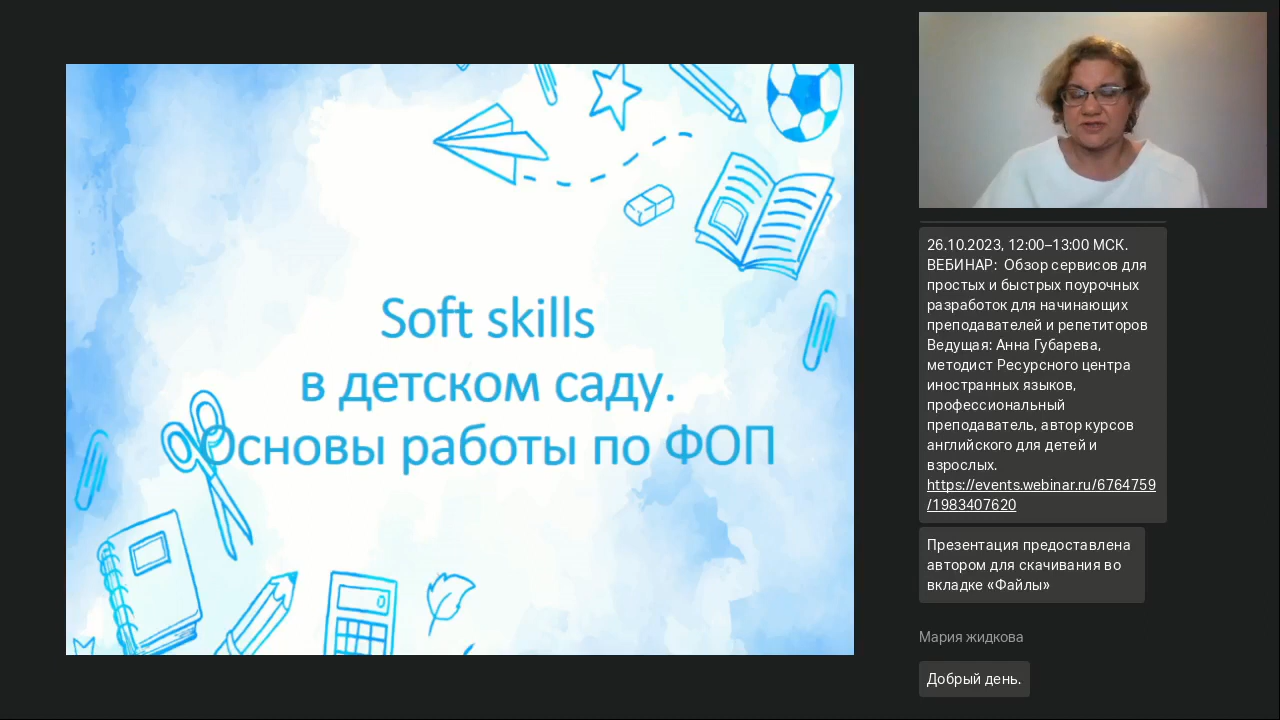 Soft skills
в детском саду.
Основы работы по ФОП
26.10.2023, 12:00–13:00 МСК.
ВЕБИНАР:  Обзор сервисов для
простых и быстрых поурочных
разработок для начинающих
преподавателей и репетиторов
Ведущая: Анна Губарева,
методист Ресурсного центра
иностранных языков,
профессиональный
преподаватель, автор курсов
английского для детей и
взрослых.
https://events.webinar.ru/6764759
/1983407620
Презентация предоставлена
автором для скачивания во
вкладке «Файлы»
Мария жидкова
Добрый день.